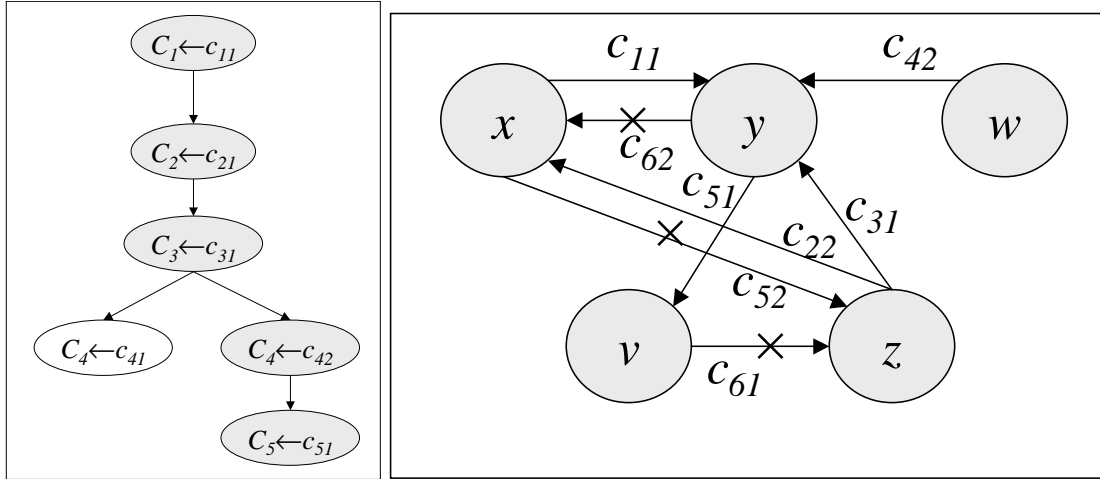 C₁←c₁₁
C₂←c₂₁
C₃←c₃₁
C₄←c₄₁
C₄←c₄₂
C₅←c₅₁
c₁₁
c₄₂
x
y
w
c₆₂
c₅₁
c₃₁
c₂₂
c₅₂
v
z
c₆₁